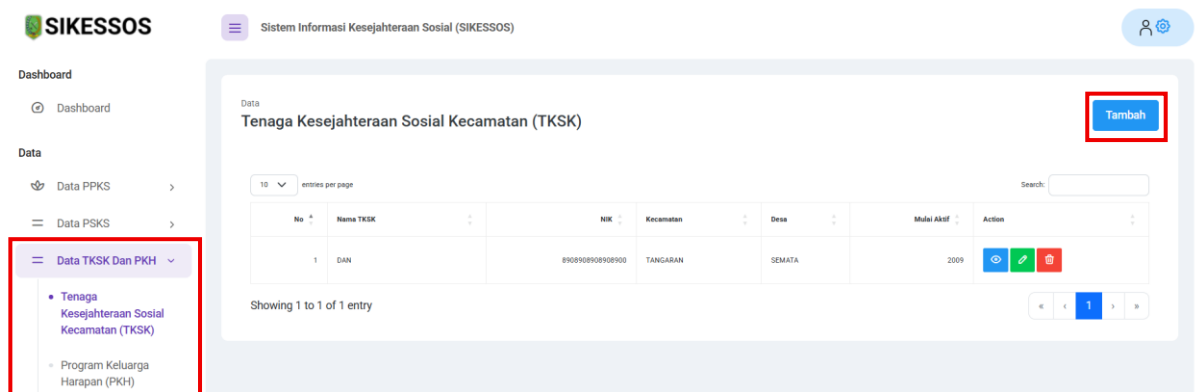 SIKESSOS
Sistem Informasi Kesejahteraan Sosial (SIKESSOS)
Dashboard
Dashboard
Data
Data PPKS
Data PSKS
Data TKSK Dan PKH
Tenaga
Kesejahteraan Sosial
Kecamatan (TKSK)
Program Keluarga
Harapan (PKH)
Data
Tenaga Kesejahteraan Sosial Kecamatan (TKSK)
Tambah
10 entries per page
Search:
No Nama TKSK NIK Kecamatan Desa Mulai Aktif Action
1 DAN 8908908908908900 TANGARAN SEMATA 2009
Showing 1 to 1 of 1 entry
« ‹ 1 › »